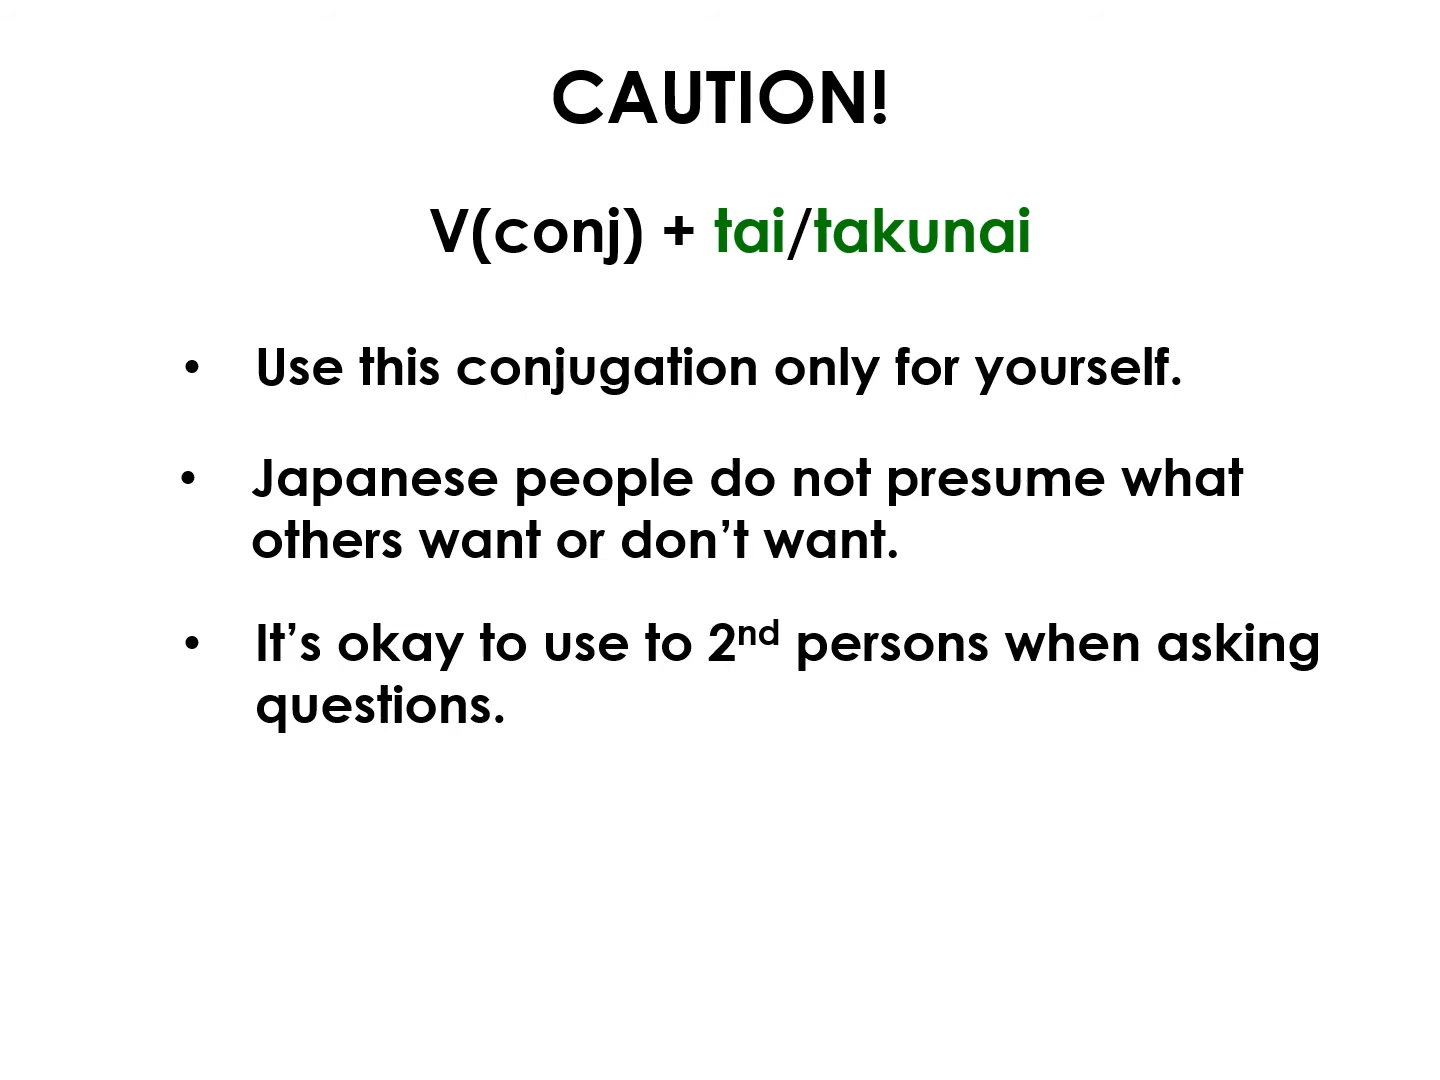 CAUTION!
V(conj) + tai/takunai
• Use this conjugation only for yourself.
• Japanese people do not presume what
others want or don’t want.
• It’s okay to use to 2nd persons when asking
questions.